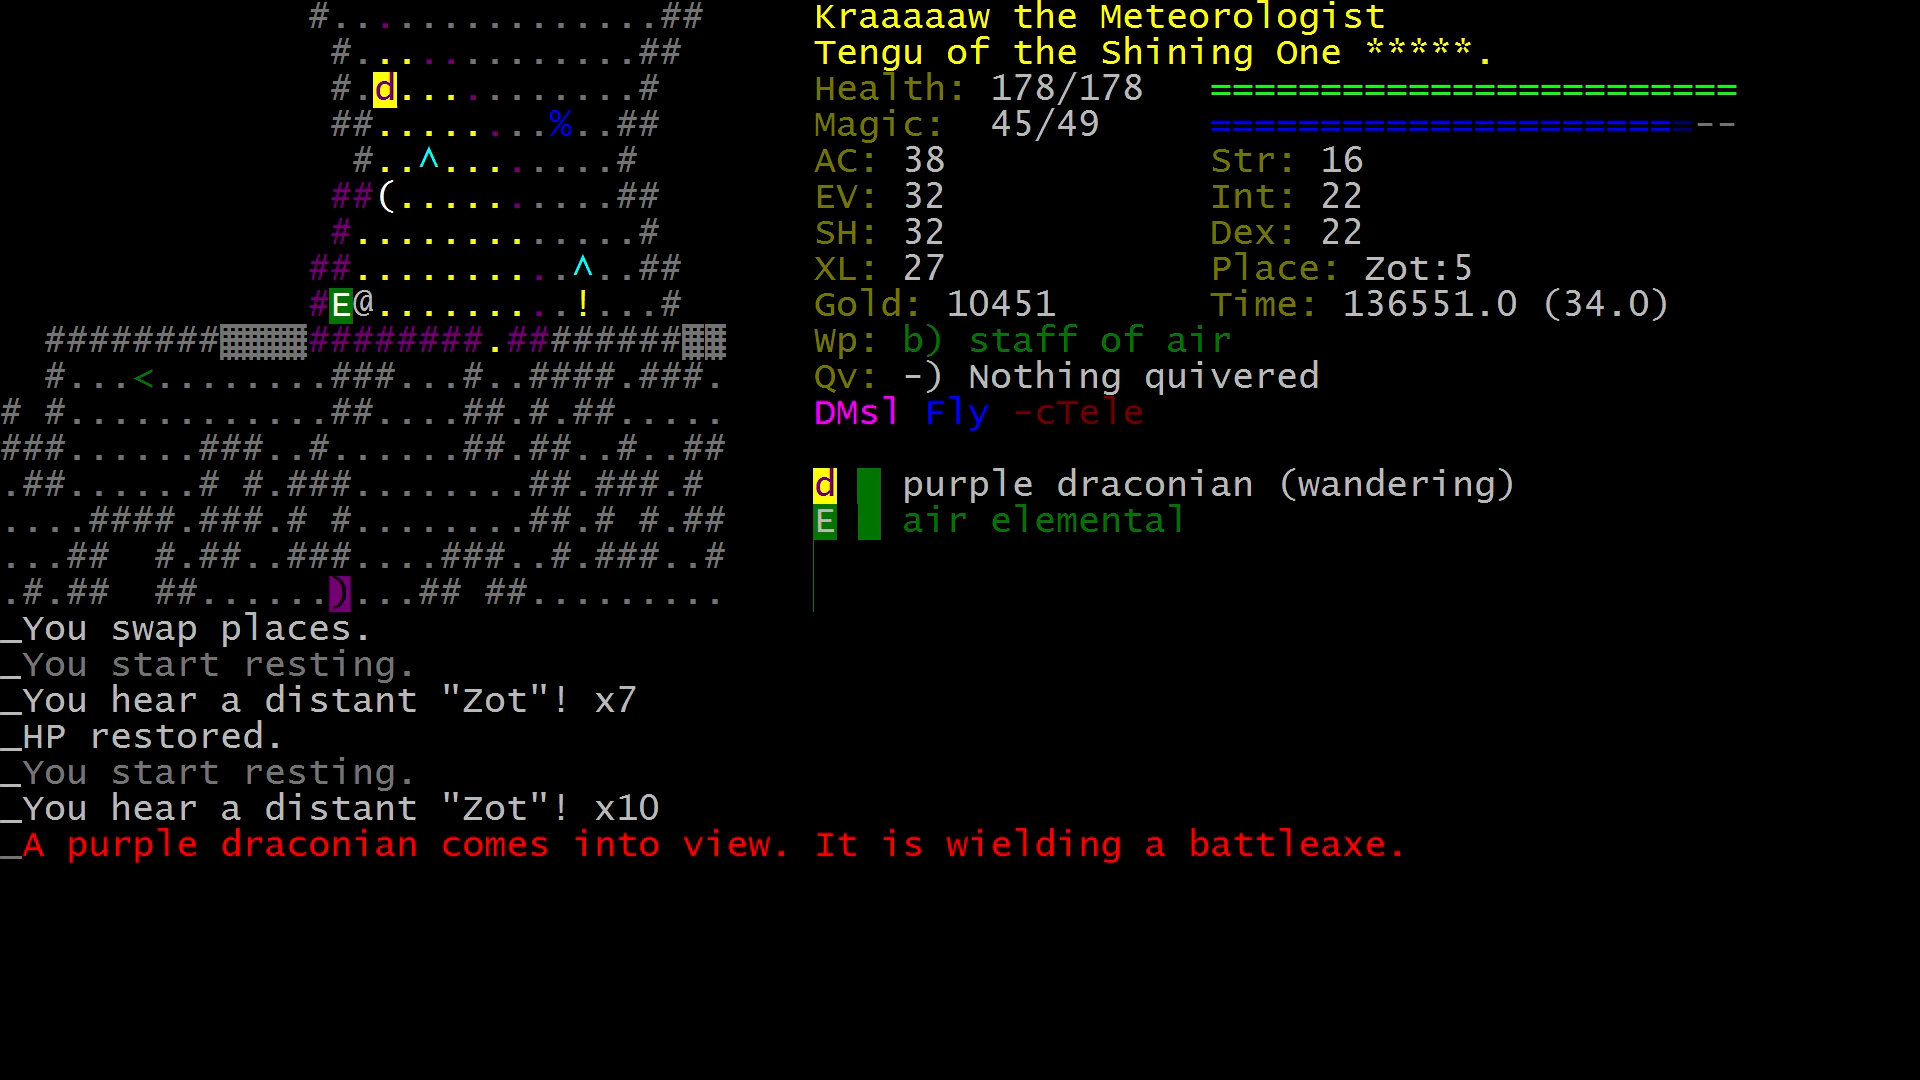 #...............## Kraaaaaw the Meteorologist
#.............## Tengu of the Shining One *****.
#.d...........# Health: 178/178 ========================
##........%..## Magic: 45/49 ======================--
#..^........# AC: 38 Str: 16
##(..........## EV: 32 Int: 22
#.............# SH: 32 Dex: 22
##..........^..## XL: 27 Place: Zot:5
#E@..........!...# Gold: 10451 Time: 136551.0 (34.0)
########▒▒▒▒########.########▒▒ Wp: b) staff of air
#...<........###...#..####.###. Qv: -) Nothing quivered
# #............##....##.#.##..... DMsl Fly -cTele
###......###..#......##.##..#..##
.##......# #.###........##.###.# d purple draconian (wandering)
....####.###.# #........##.# #.## E air elemental
...## #.##..###....###..#.###..#
.#.## ##......)...## ##.........
_You swap places.
_You start resting.
_You hear a distant "Zot"! x7
_HP restored.
_You start resting.
_You hear a distant "Zot"! x10
_A purple draconian comes into view. It is wielding a battleaxe.